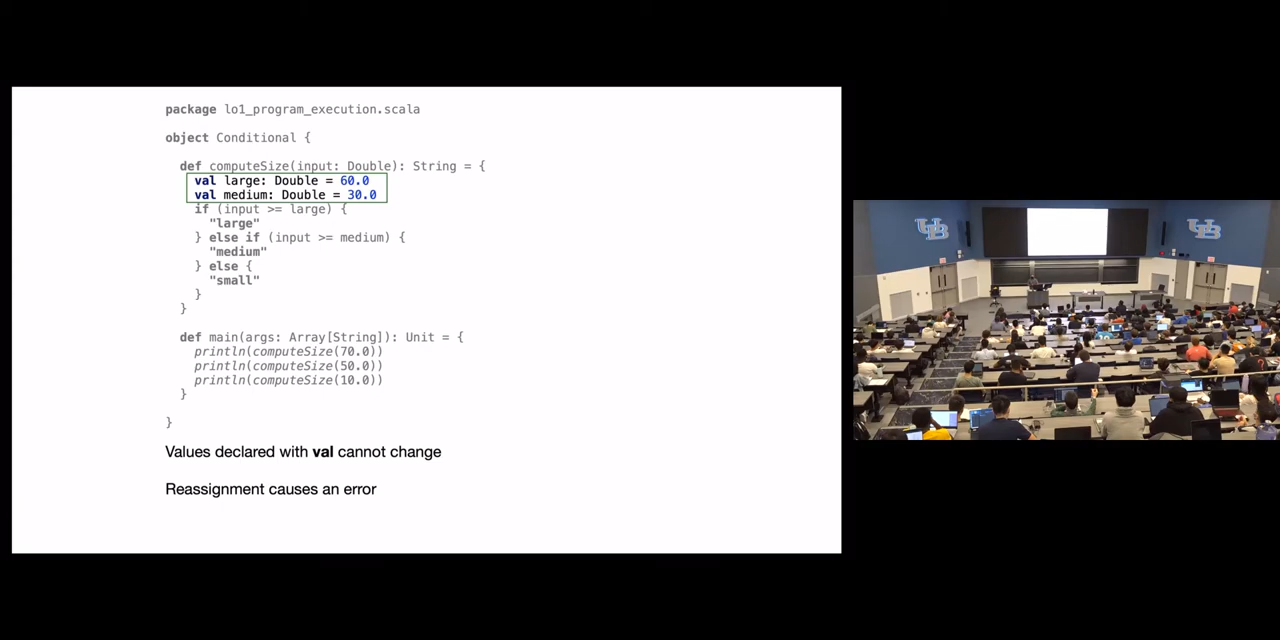 package lo1_program_execution.scala
object Conditional {
def computeSize(input: Double): String = {
val large: Double = 60.0
val medium: Double = 30.0
if (input >= large) {
"large"
} else if (input >= medium) {
"medium"
} else {
"small"
}
}
def main(args: Array[String]): Unit = {
println(computeSize(70.0))
println(computeSize(50.0))
println(computeSize(10.0))
}
}
Values declared with val cannot change
Reassignment causes an error
UB
UB